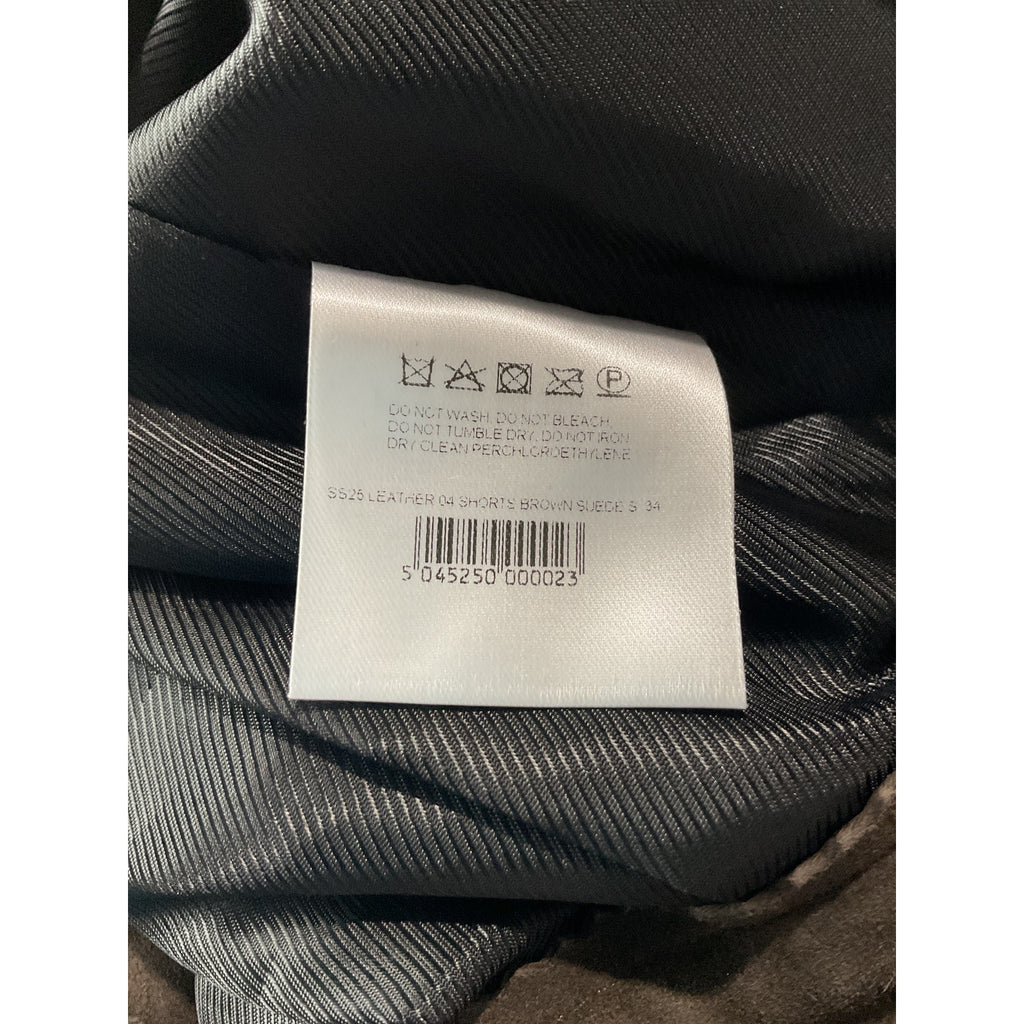 P
DO NOT WASH, DO NOT BLEACH,
DO NOT TUMBLE DRY, DO NOT IRON
DRY CLEAN PERCHLOROETHYLENE
SS25 LEATHER 04 SHORTS BROWN SUEDE S 34
5 045250 000023